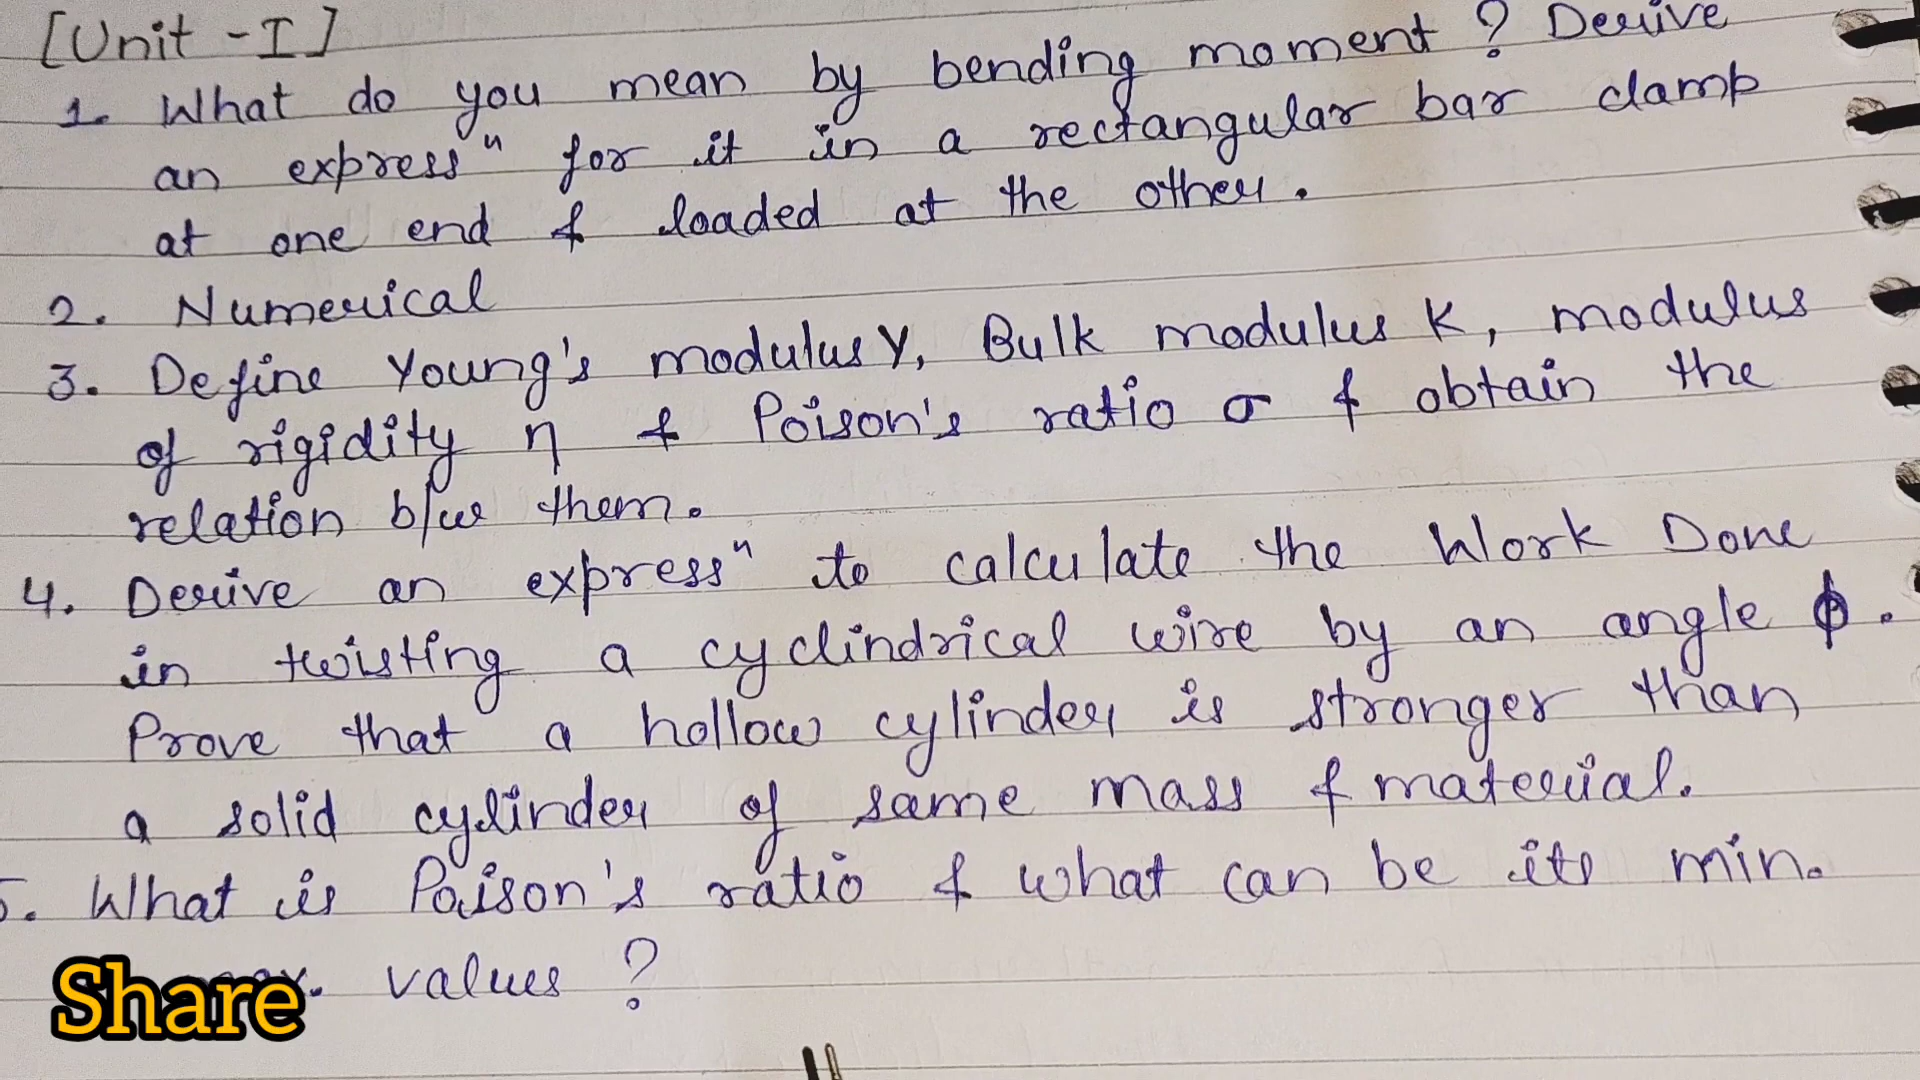 [Unit - I]
1. What do you mean by bending moment ? Derive
an expressⁿ for it in a rectangular bar clamp
at one end & loaded at the other.
2. Numerical
3. Define Young's modulus Y, Bulk modulus K, modulus
of rigidity η & Poison's ratio σ & obtain the
relation b/w them.
4. Derive an expressⁿ to calculate the Work Done
in twisting a cyclindrical wire by an angle ϕ.
Prove that a hollow cylinder is stronger than
a solid cylinder of same mass & material.
5. What is Poison's ratio & what can be its min.
values ?
Share